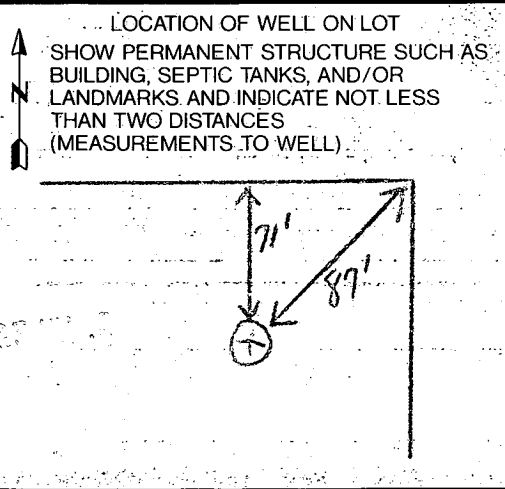 LOCATION OF WELL ON LOT
SHOW PERMANENT STRUCTURE SUCH AS
BUILDING, SEPTIC TANKS, AND/OR
N LANDMARKS AND INDICATE NOT LESS
THAN TWO DISTANCES
(MEASUREMENTS TO WELL)
71'
87'